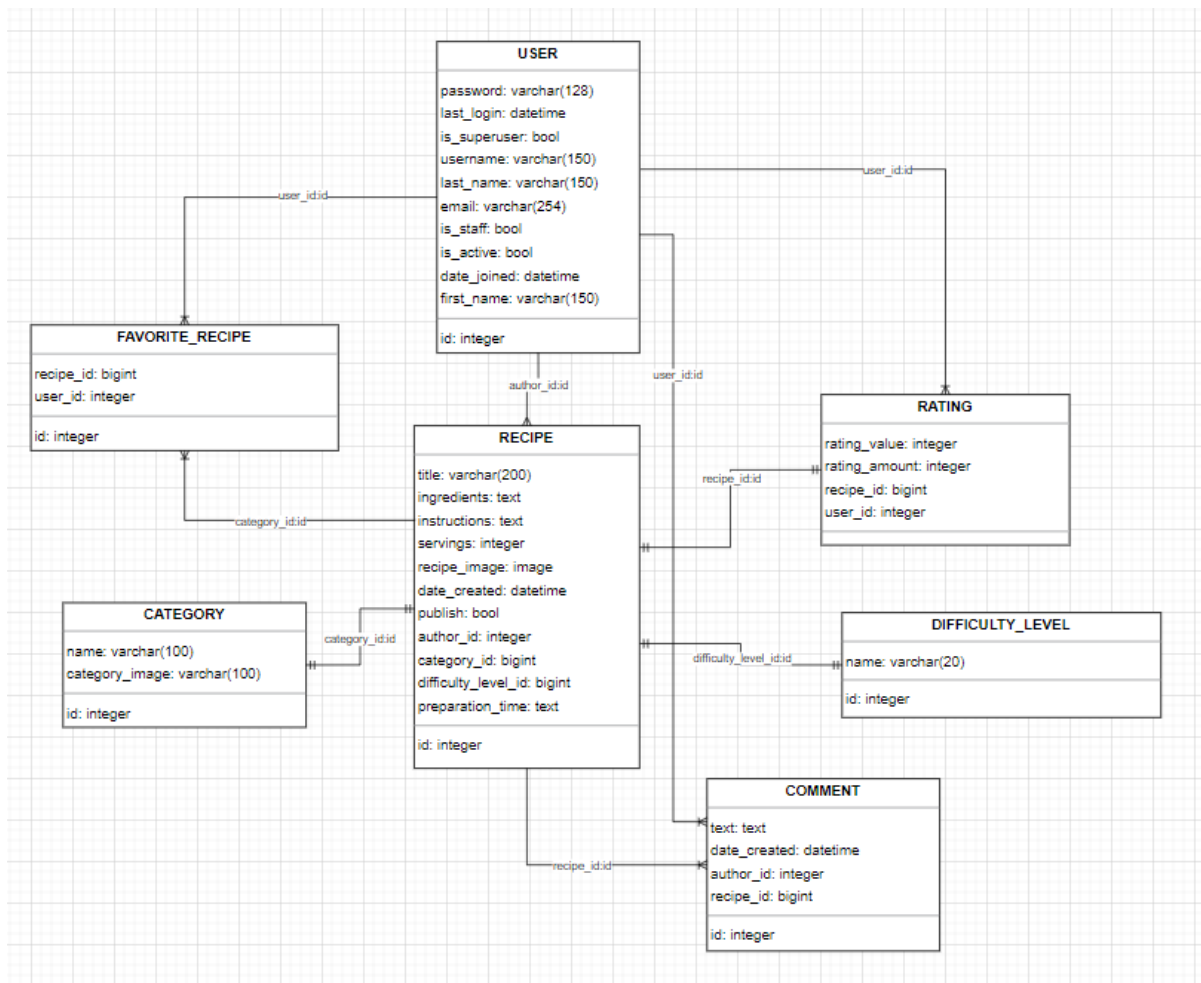 USER
password: varchar(128)
last_login: datetime
is_superuser: bool
username: varchar(150)
last_name: varchar(150)
email: varchar(254)
is_staff: bool
is_active: bool
date_joined: datetime
first_name: varchar(150)
id: integer
user_id:id
user_id:id
user_id:id
author_id:id
FAVORITE_RECIPE
recipe_id: bigint
user_id: integer
id: integer
category_id:id
RECIPE
title: varchar(200)
ingredients: text
instructions: text
servings: integer
recipe_image: image
date_created: datetime
publish: bool
author_id: integer
category_id: bigint
difficulty_level_id: bigint
preparation_time: text
id: integer
RATING
rating_value: integer
rating_amount: integer
recipe_id: bigint
user_id: integer
recipe_id:id
CATEGORY
name: varchar(100)
category_image: varchar(100)
id: integer
category_id:id
difficulty_level_id:id
DIFFICULTY_LEVEL
name: varchar(20)
id: integer
COMMENT
text: text
date_created: datetime
author_id: integer
recipe_id: bigint
id: integer
recipe_id:id